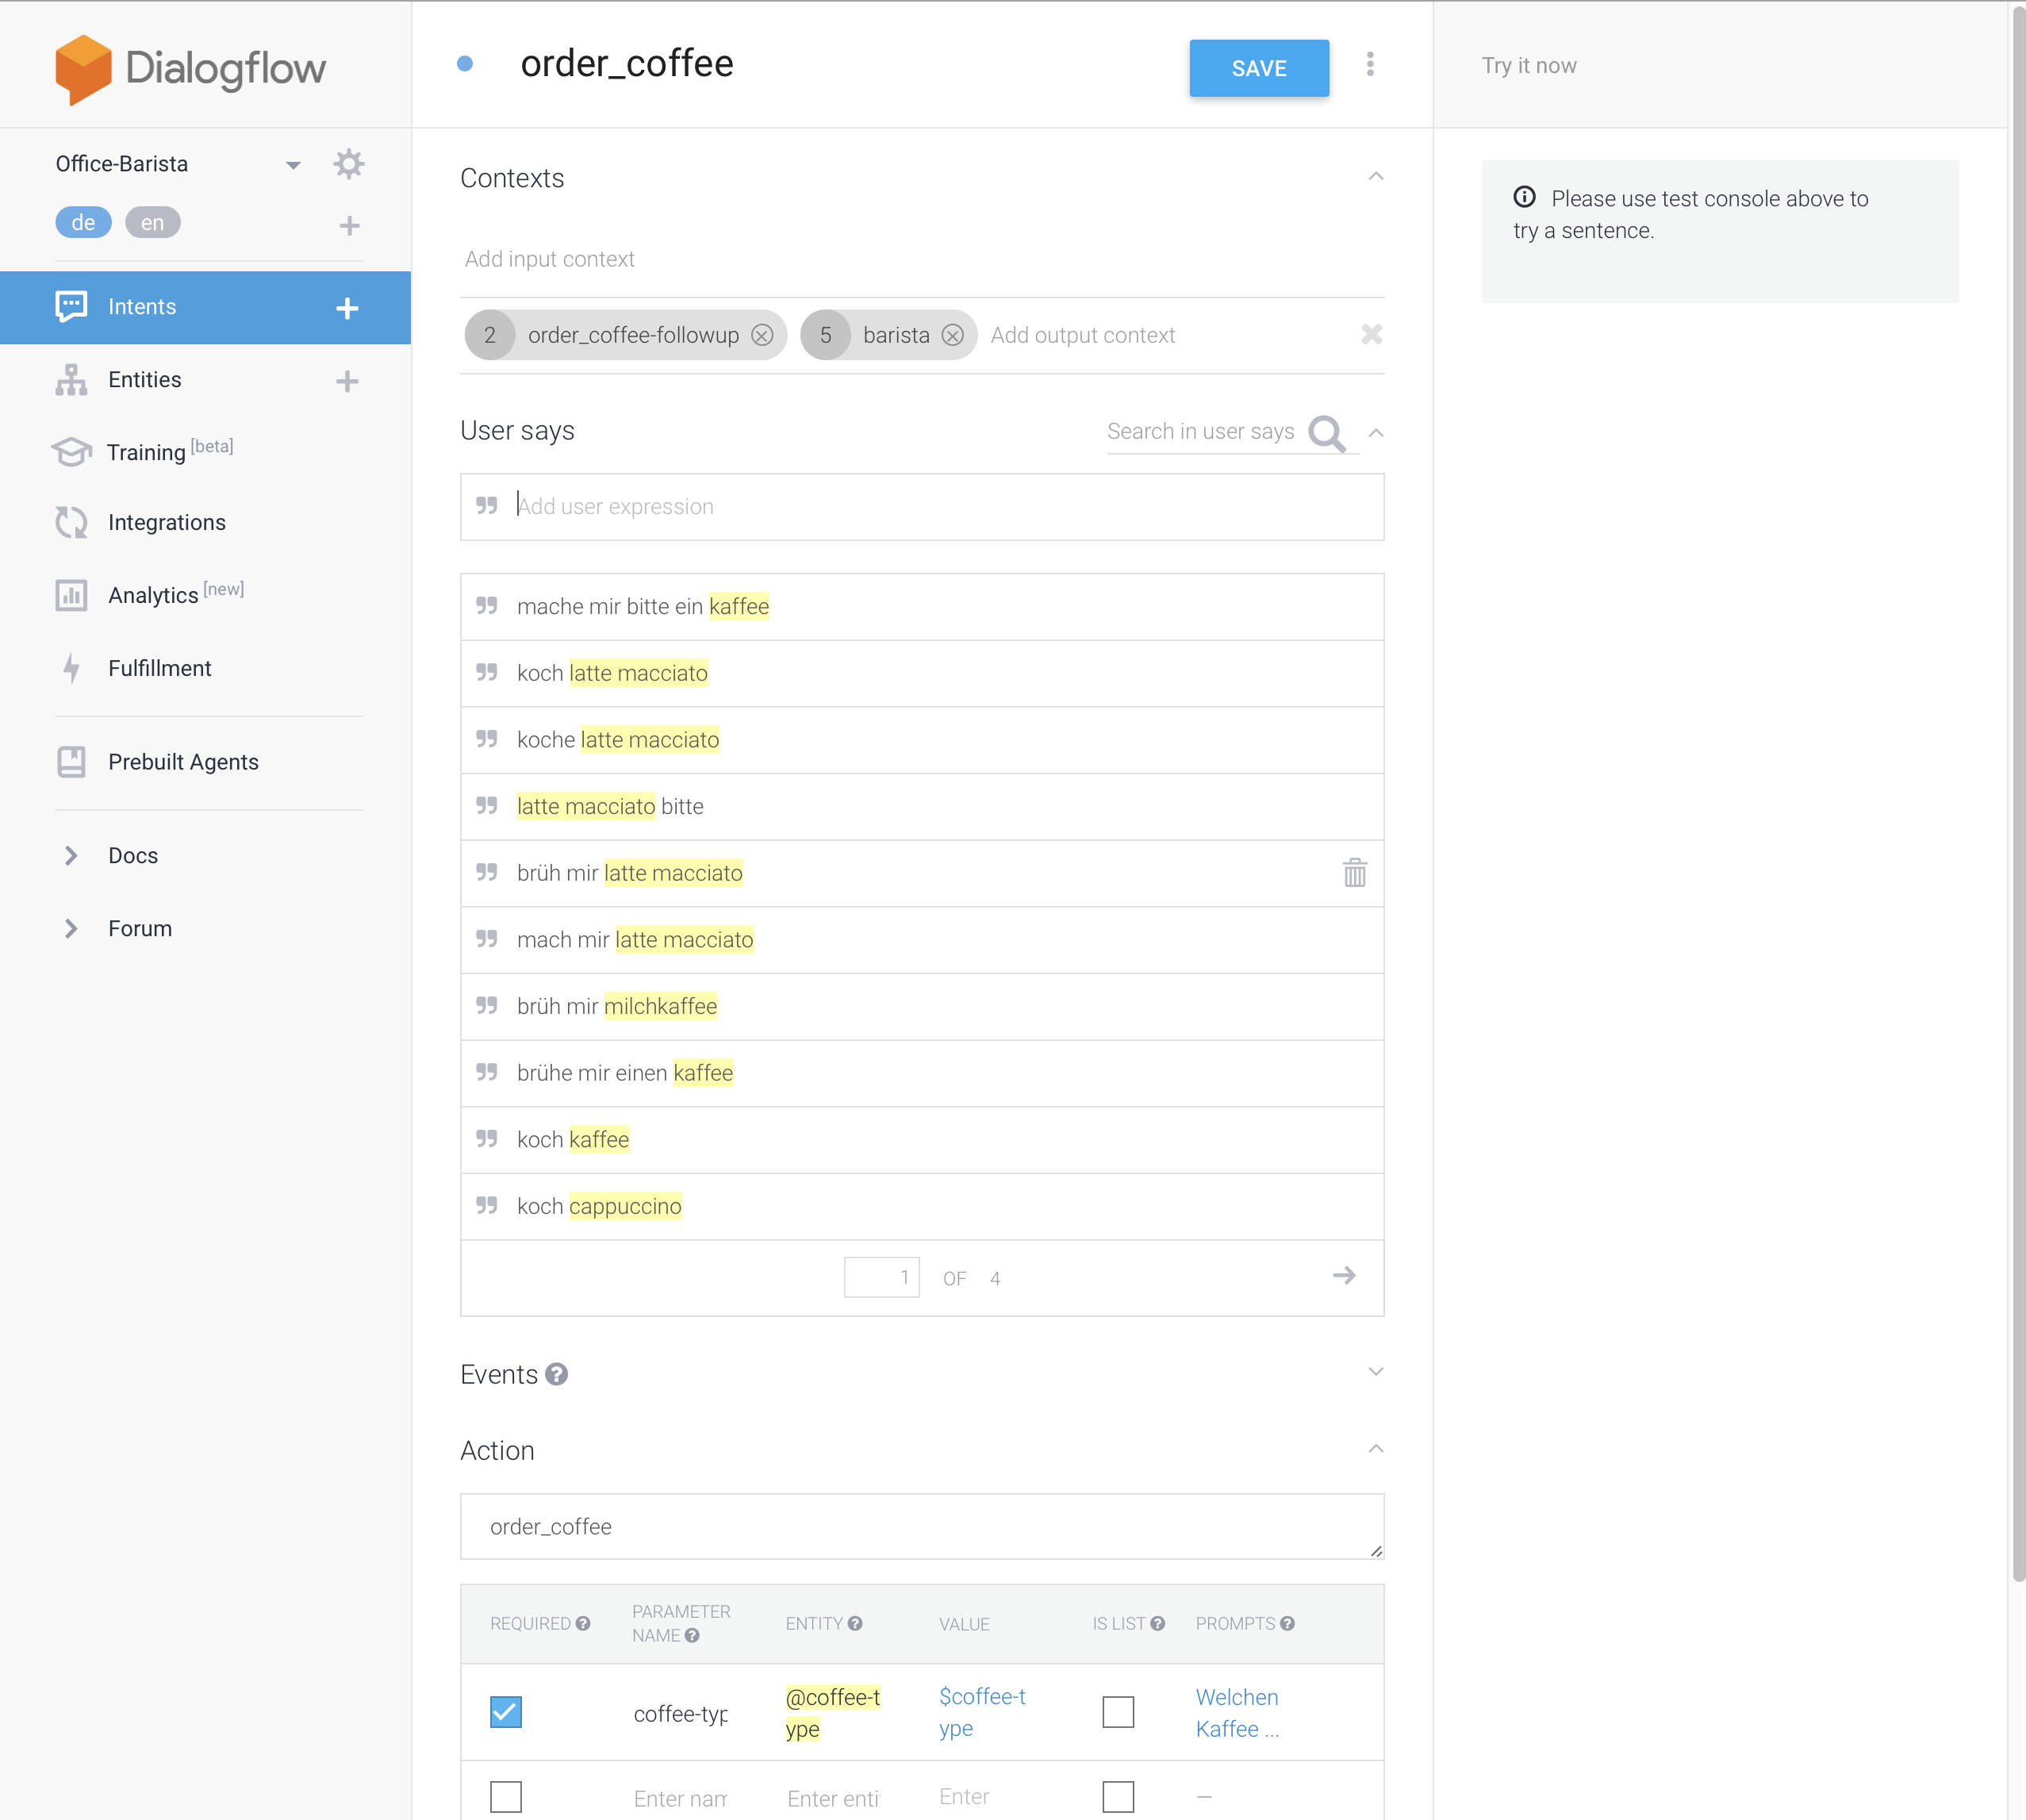 Dialogflow
Office-Barista
de en
Intents
Entities
Training [beta]
Integrations
Analytics [new]
Fulfillment
Prebuilt Agents
Docs
Forum
order_coffee
SAVE
Contexts
Add input context
2 order_coffee-followup 5 barista Add output context
User says
Search in user says
Add user expression
mache mir bitte ein kaffee
koch latte macciato
koche latte macciato
latte macciato bitte
brüh mir latte macciato
mach mir latte macciato
brüh mir milchkaffee
brühe mir einen kaffee
koch kaffee
koch cappuccino
1 OF 4
Events
Action
order_coffee
REQUIRED
PARAMETER
NAME
ENTITY
VALUE
IS LIST
PROMPTS
coffee-typ
@coffee-t
ype
$coffee-t
ype
Welchen
Kaffee ...
Enter nam
Enter enti
Enter
—
Try it now
Please use test console above to
try a sentence.